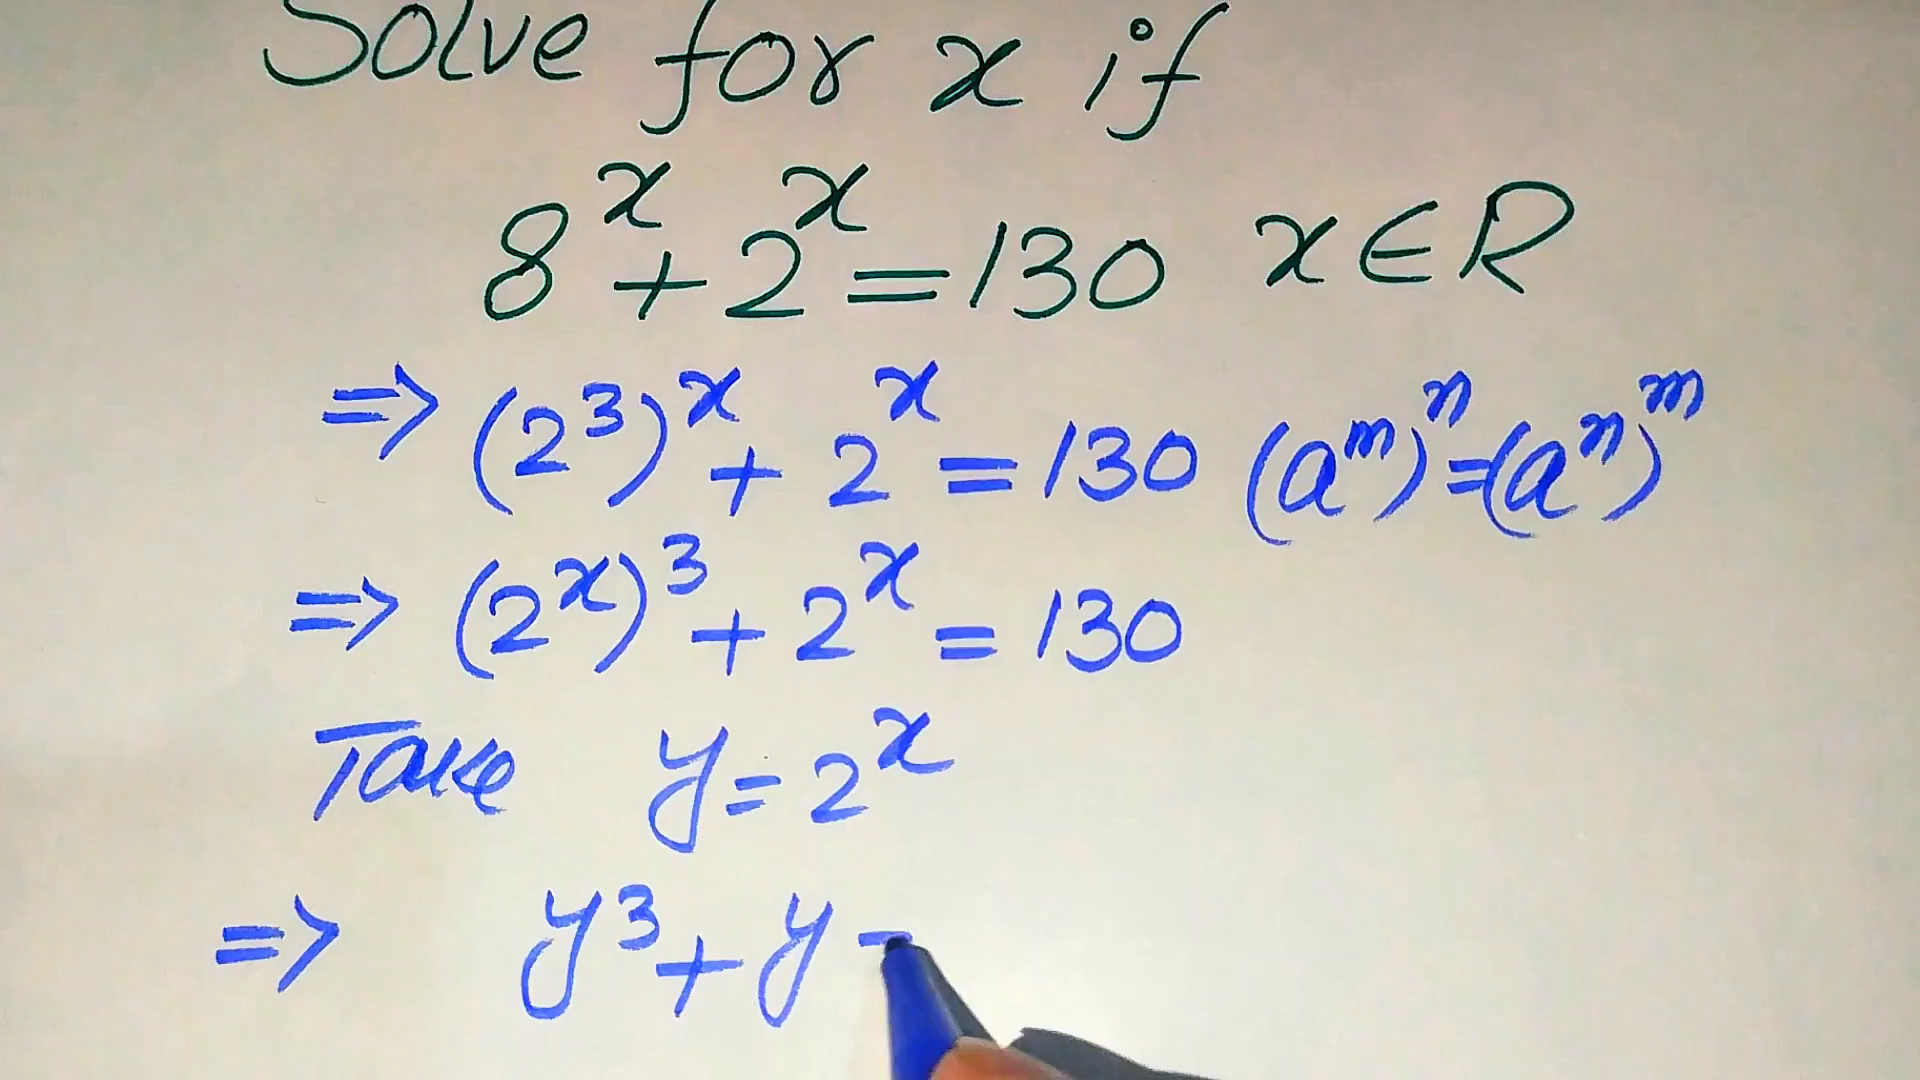 Solve for x if
8^x + 2^x = 130 x ∈ R
=> (2^3)^x + 2^x = 130 (a^m)^n = (a^n)^m
=> (2^x)^3 + 2^x = 130
Take y = 2^x
=> y^3 + y -